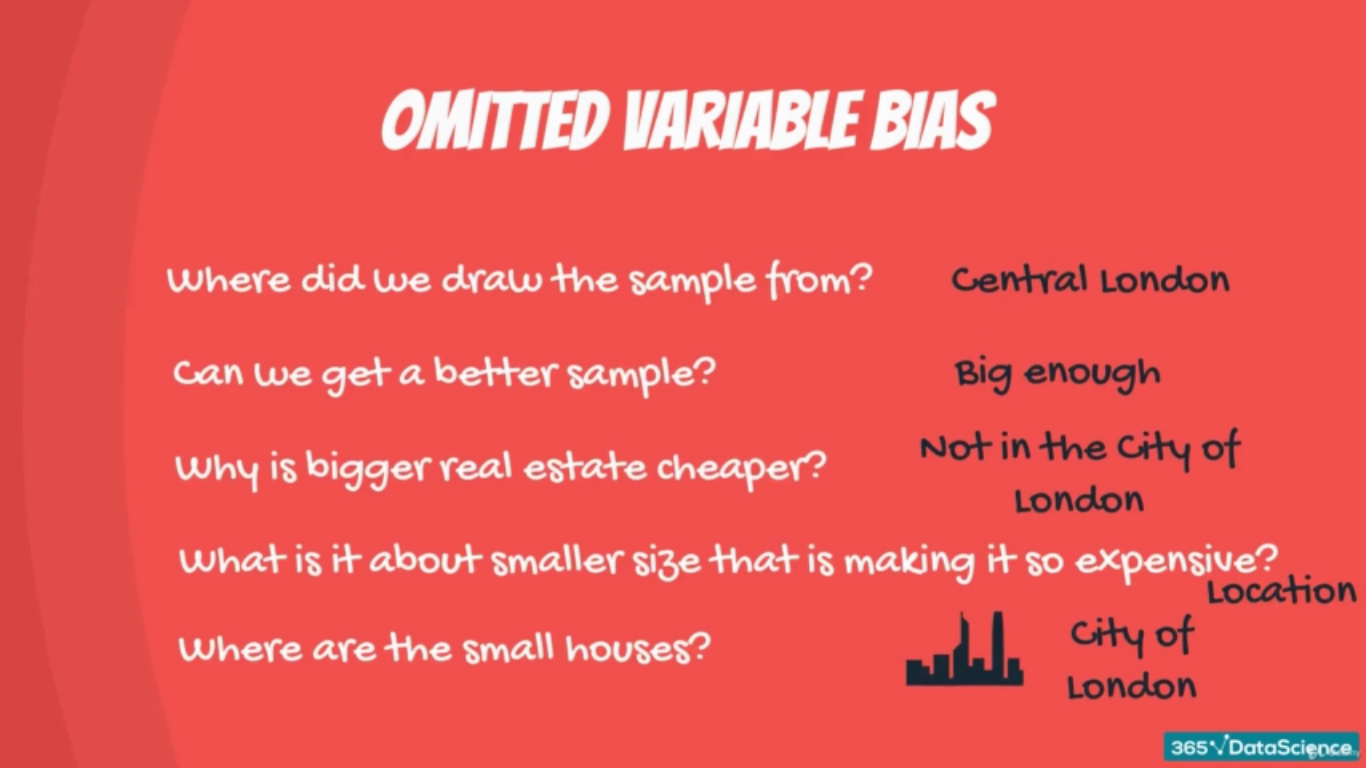 OMITTED VARIABLE BIAS
Where did we draw the sample from? Central London
Can we get a better sample? Big enough
Why is bigger real estate cheaper? Not in the City of
London
What is it about smaller size that is making it so expensive?
Location
Where are the small houses? City of
London
365 DataScience